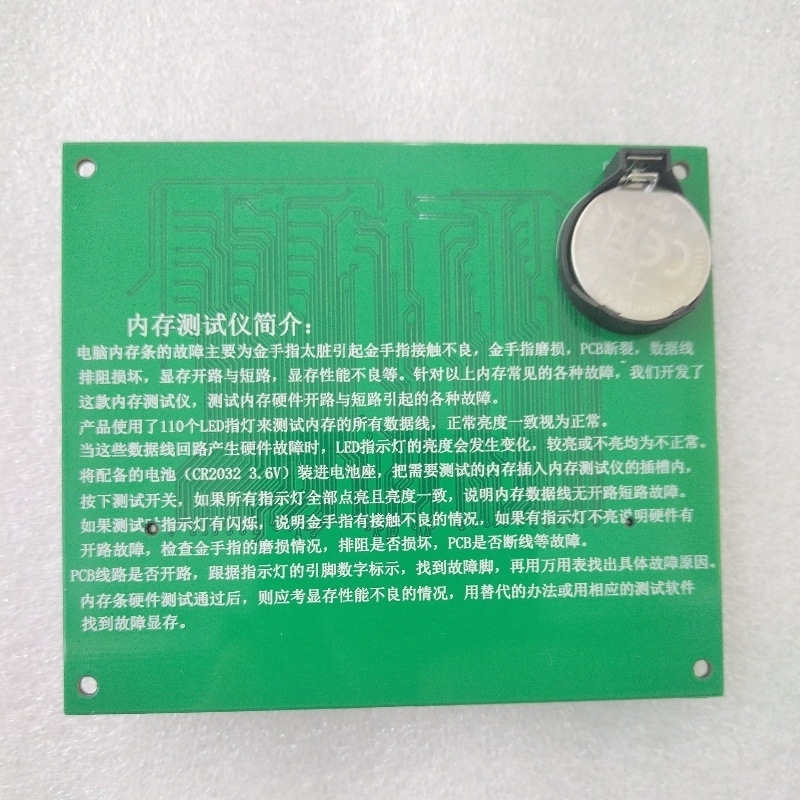 内存测试仪简介：
电脑内存条的故障主要为金手指太脏引起金手指接触不良，金手指磨损，PCB断裂，数据线
排阻损坏，显存开路与短路，显存性能不良等。针对以上内存常见的各种故障，我们开发了
这款内存测试仪，测试内存硬件开路与短路引起的各种故障。
产品使用了110个LED指灯来测试内存的所有数据线，正常亮度一致视为正常。
当这些数据线回路产生硬件故障时，LED指示灯的亮度会发生变化，较亮或不亮均为不正常。
将配备的电池（CR2032 3.6V）装进电池座，把需要测试的内存插入内存测试仪的插槽内，
按下测试开关，如果所有指示灯全部点亮且亮度一致，说明内存数据线无开路短路故障。
如果测试指示灯有闪烁，说明金手指有接触不良的情况，如果有指示灯不亮说明硬件有
开路故障，检查金手指的磨损情况，排阻是否损坏，PCB是否断线等故障。
PCB线路是否开路，跟据指示灯的引脚数字标示，找到故障脚，再用万用表找出具体故障原因。
内存条硬件测试通过后，则应考显存性能不良的情况，用替代的办法或用相应的测试软件
找到故障显存。
CE
+